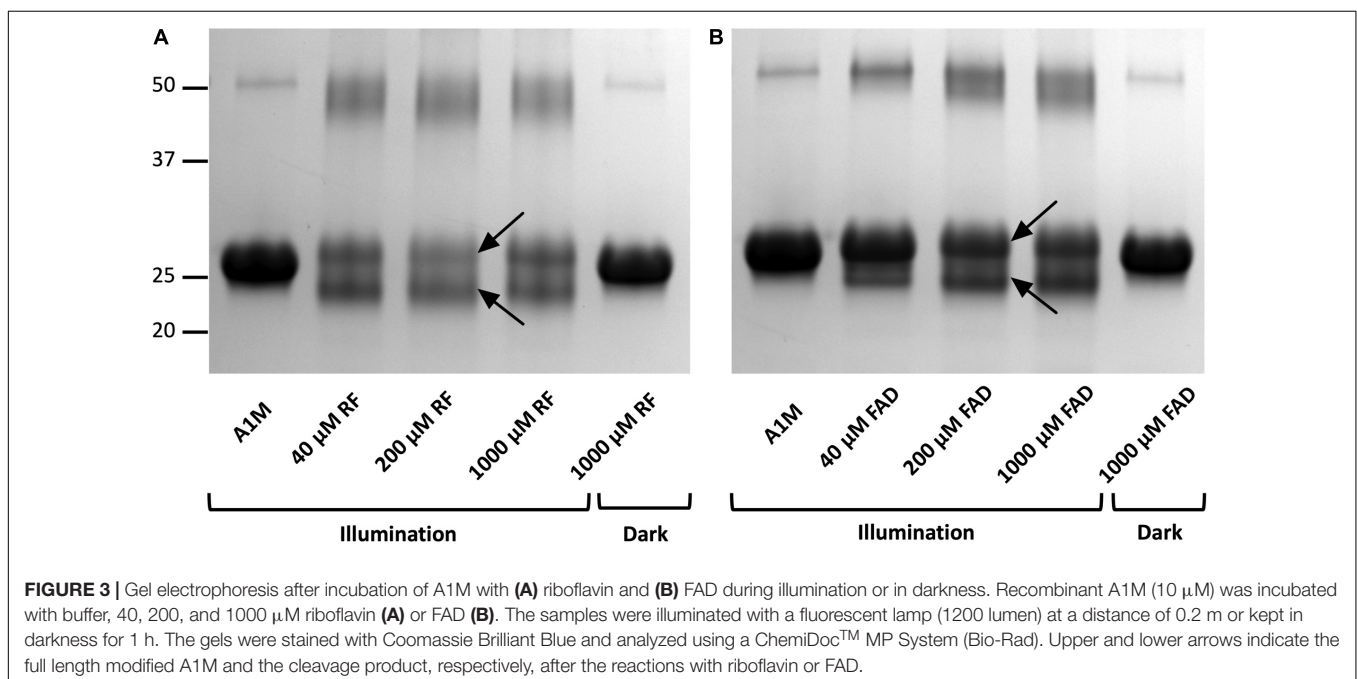 A
B
50
37
25
20
A1M
40 µM RF
200 µM RF
1000 µM RF
1000 µM RF
A1M
40 µM FAD
200 µM FAD
1000 µM FAD
1000 µM FAD
Illumination
Dark
Illumination
Dark
FIGURE 3 | Gel electrophoresis after incubation of A1M with (A) riboflavin and (B) FAD during illumination or in darkness. Recombinant A1M (10 µM) was incubated
with buffer, 40, 200, and 1000 µM riboflavin (A) or FAD (B). The samples were illuminated with a fluorescent lamp (1200 lumen) at a distance of 0.2 m or kept in
darkness for 1 h. The gels were stained with Coomassie Brilliant Blue and analyzed using a ChemiDoc™ MP System (Bio-Rad). Upper and lower arrows indicate the
full length modified A1M and the cleavage product, respectively, after the reactions with riboflavin or FAD.